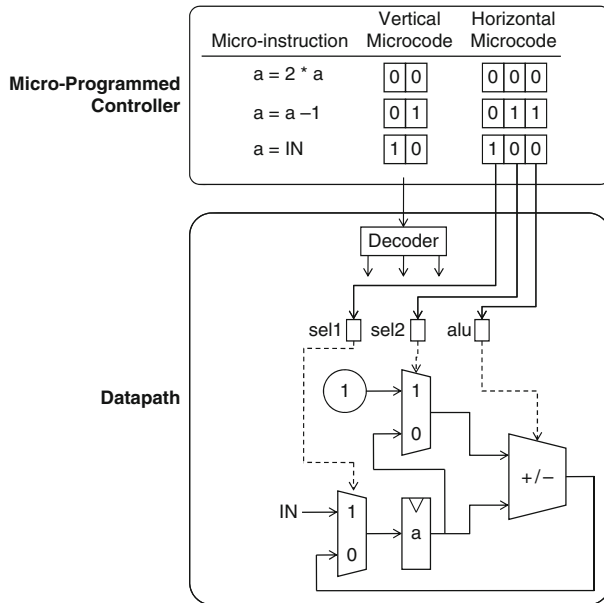 Micro-Programmed
Controller
Micro-instruction
Vertical
Microcode
Horizontal
Microcode
a = 2 * a
0 0
0 0 0
a = a –1
0 1
0 1 1
a = IN
1 0
1 0 0
Datapath
Decoder
sel1
sel2
alu
1
1
0
+/–
IN
1
0
a